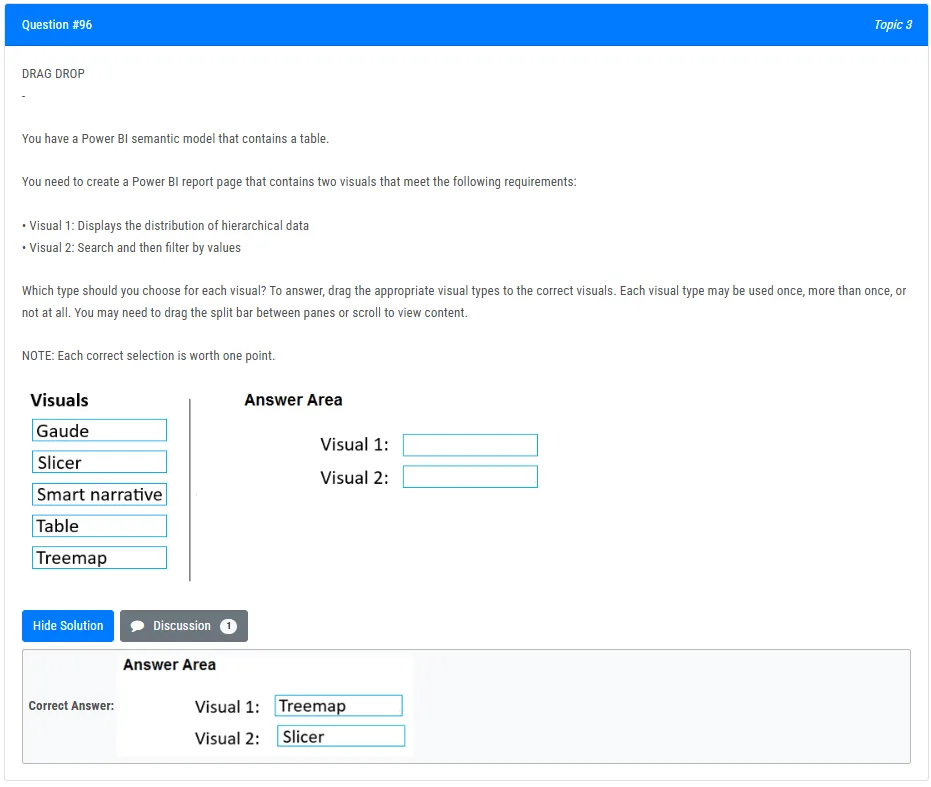 Question #96
Topic 3
DRAG DROP
-
You have a Power BI semantic model that contains a table.
You need to create a Power BI report page that contains two visuals that meet the following requirements:
• Visual 1: Displays the distribution of hierarchical data
• Visual 2: Search and then filter by values
Which type should you choose for each visual? To answer, drag the appropriate visual types to the correct visuals. Each visual type may be used once, more than once, or
not at all. You may need to drag the split bar between panes or scroll to view content.
NOTE: Each correct selection is worth one point.
Visuals
Gaude
Slicer
Smart narrative
Table
Treemap
Answer Area
Visual 1:
Visual 2:
Hide Solution
Discussion 1
Correct Answer:
Answer Area
Visual 1: Treemap
Visual 2: Slicer